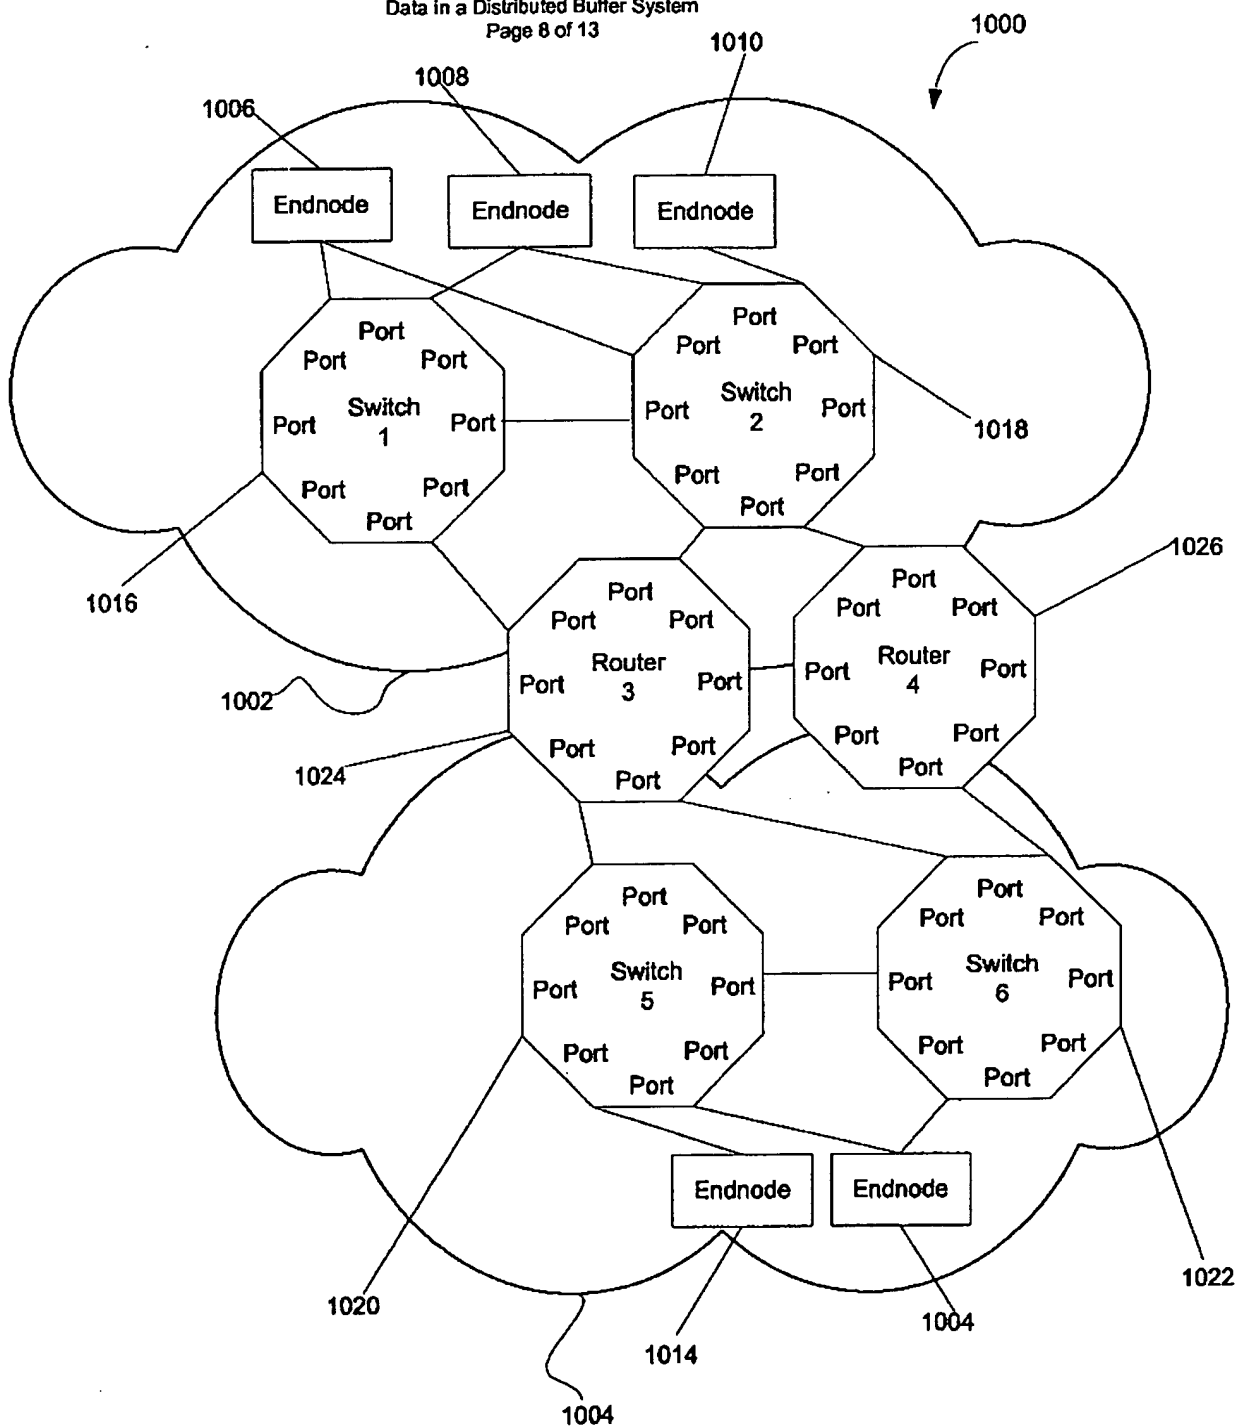 Data in a Distributed Buffer System
Page 8 of 13
1000
1010
1008
1006
Endnode
Endnode
Endnode
Port
Port
Port
Switch
1
Port
Port
Port
Port
Port
Port
Port
Port
Switch
2
Port
Port
Port
Port
Port
1018
1016
1026
Port
Port
Port
Router
3
Port
Port
Port
Port
Port
Port
Port
Port
Router
4
Port
Port
Port
Port
Port
1002
1024
Port
Port
Port
Switch
5
Port
Port
Port
Port
Port
Port
Port
Port
Switch
6
Port
Port
Port
Port
Port
Endnode
Endnode
1020
1022
1014
1004
1004